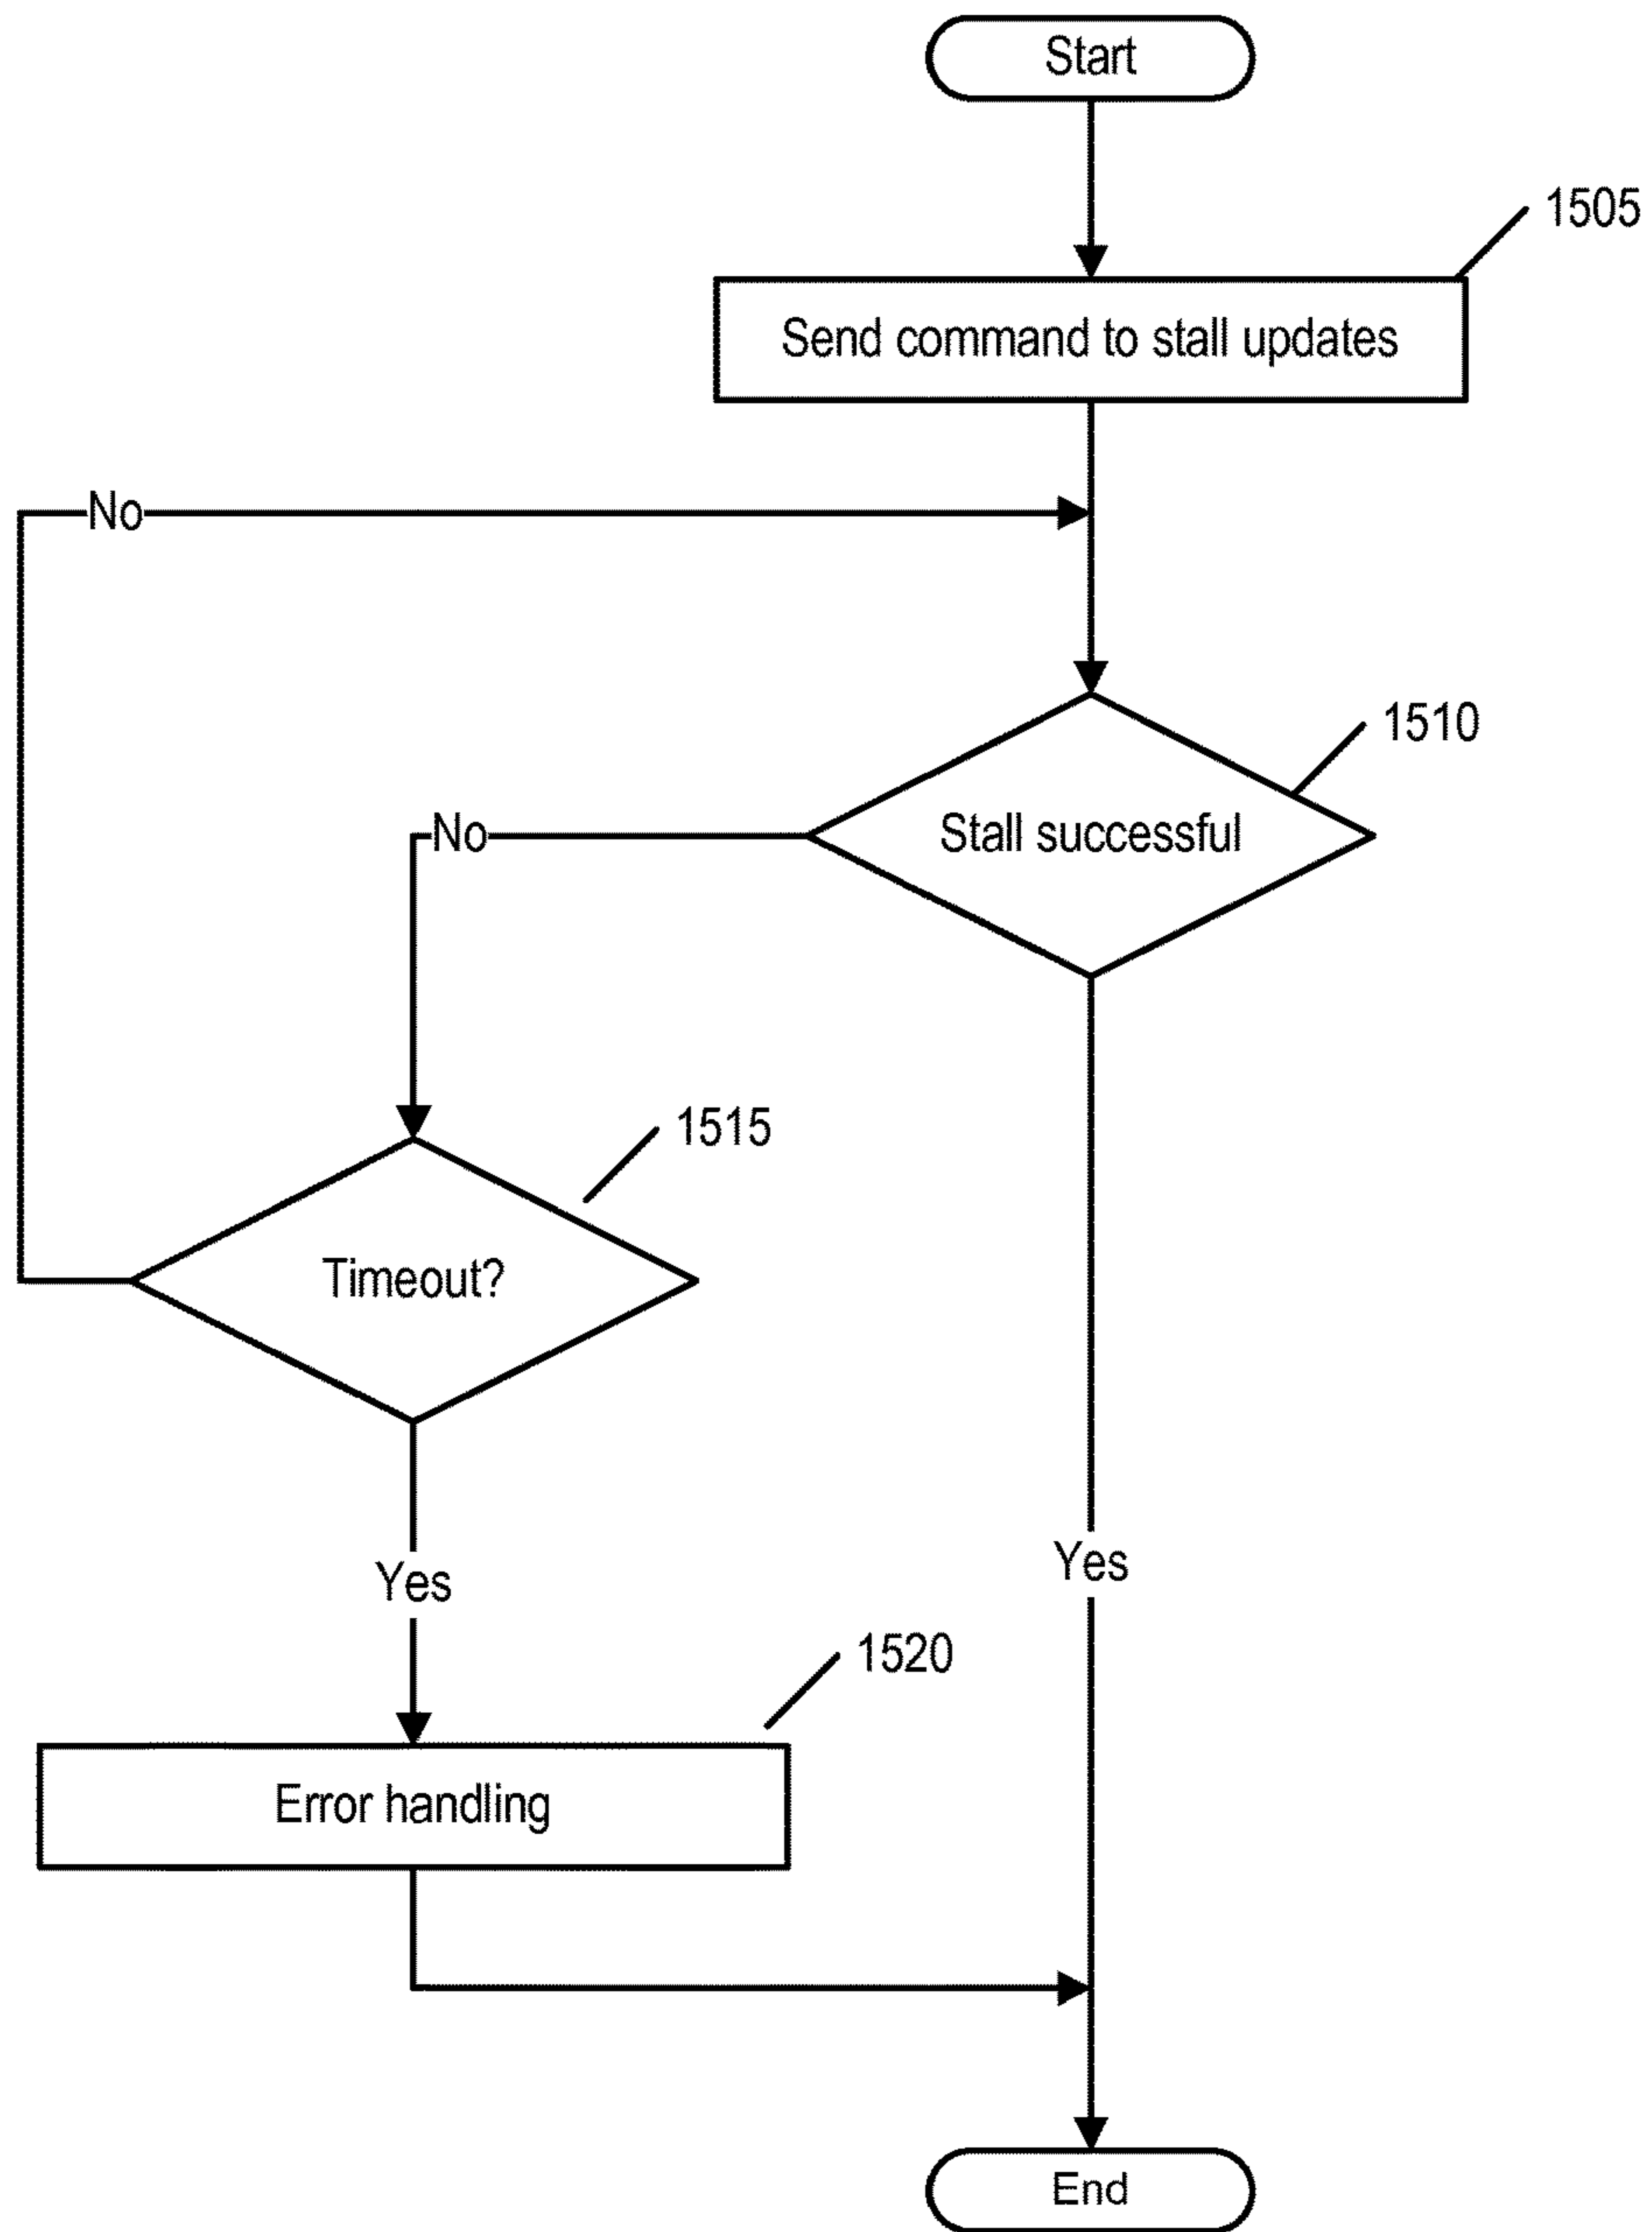 Start
1505
Send command to stall updates
No
1510
Stall successful
No
1515
Timeout?
Yes
Yes
1520
Error handling
End